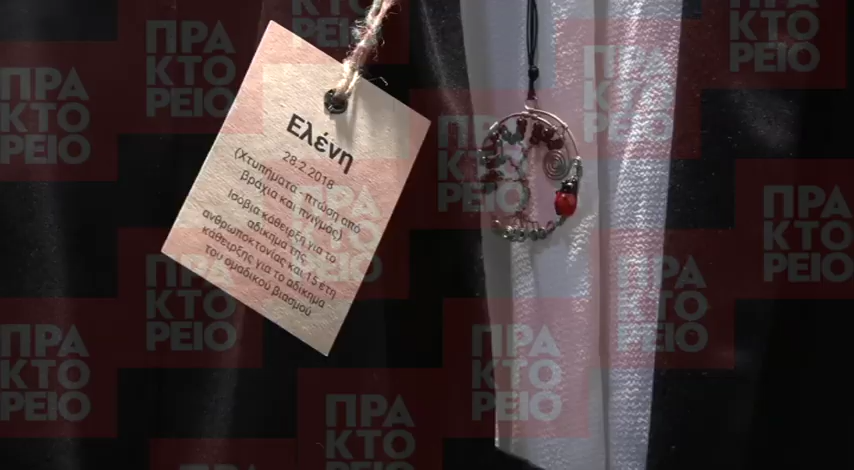 Ελένη
28.2.2018
(Χτυπήματα - πτώση από
βράχια και πνιγμός)
Ισόβια κάθειρξη για το
αδίκημα της
ανθρωποκτονίας και 15 έτη
κάθειρξης για το αδίκημα
του ομαδικού βιασμού
ΠΡΑ
ΚΤΟ
ΡΕΙΟ